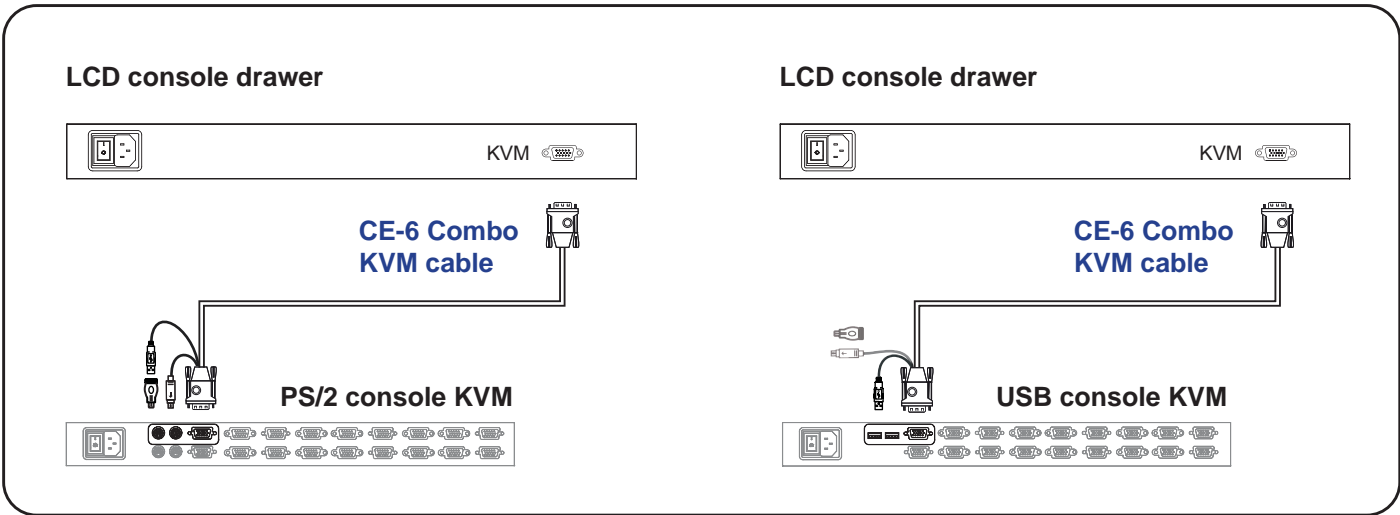 LCD console drawer
KVM
CE-6 Combo
KVM cable
PS/2 console KVM
LCD console drawer
KVM
CE-6 Combo
KVM cable
USB console KVM